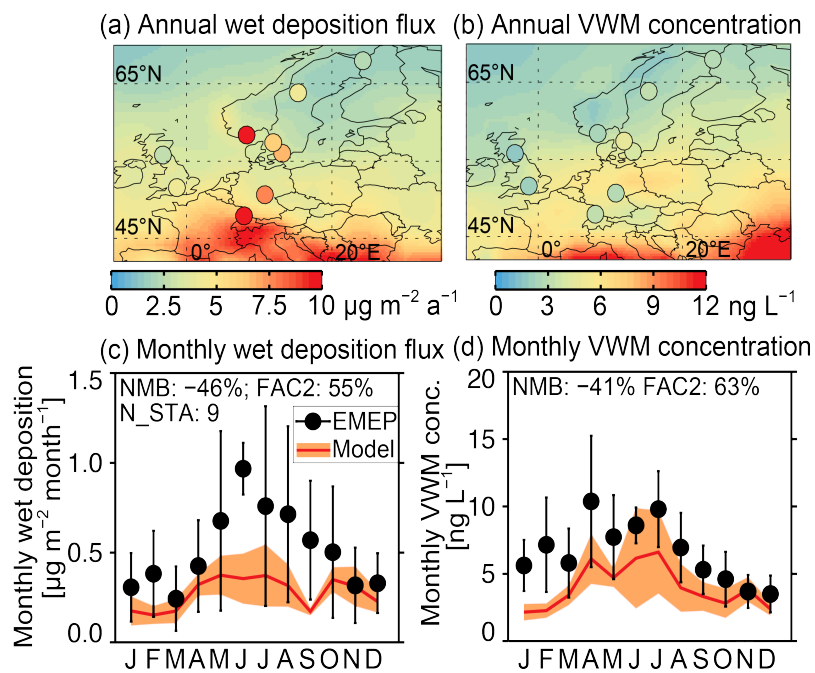 (a) Annual wet deposition flux
(b) Annual VWM concentration
65°N
45°N
0°
20°E
65°N
45°N
0°
20°E
0 2.5 5 7.5 10 μg m−2 a−1
0 3 6 9 12 ng L−1
(c) Monthly wet deposition flux
(d) Monthly VWM concentration
Monthly wet deposition
[μg m−2 month−1]
1.5
1.0
0.5
0.0
NMB: −46%; FAC2: 55%
N_STA: 9
EMEP
Model
J F M A M J J A S O N D
Monthly VWM conc.
[ng L−1]
20
15
10
5
0
NMB: −41% FAC2: 63%
J F M A M J J A S O N D